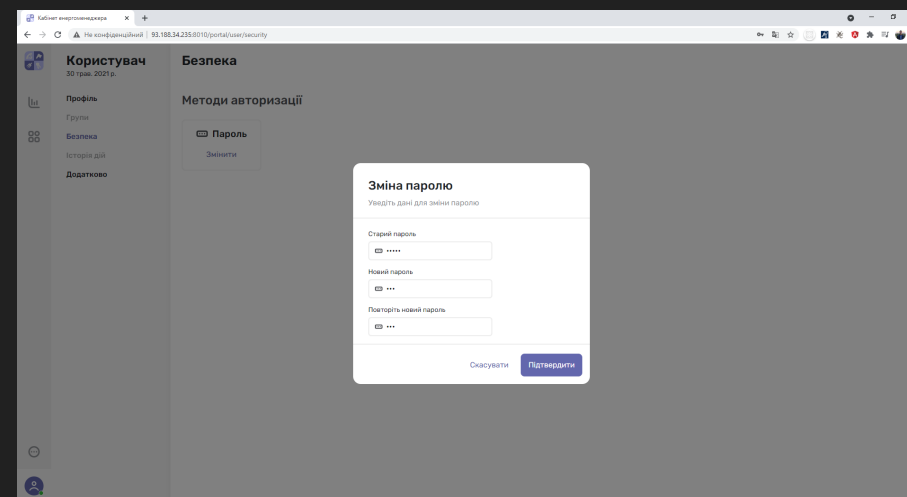 Кабінет енергоменеджера
Не конфіденційний | 93.188.34.235:8010/portal/user/security
Користувач
30 трав. 2021 р.
Профіль
Групи
Безпека
Історія дій
Додатково
Безпека
Методи авторизації
Пароль
Змінити
Зміна паролю
Уведіть дані для зміни паролю
Старий пароль
•••••
Новий пароль
•••
Повторіть новий пароль
•••
Скасувати
Підтвердити